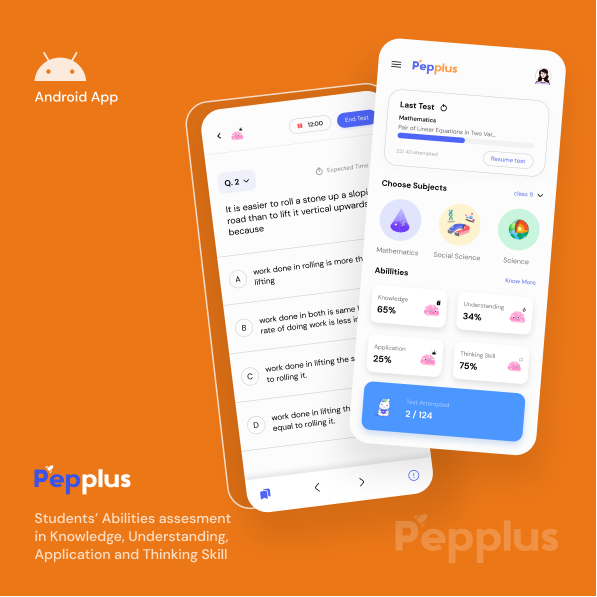 Android App
12:00
End Test
Q. 2
Expected Time
It is easier to roll a stone up a slopi
road than to lift it vertical upwards
because
A
work done in rolling is more th
lifting
B
work done in both is same
rate of doing work is less in
C
work done in lifting the s
to rolling it.
D
work done in lifting th
equal to rolling it.
Pepplus
Last Test
Mathematics
Pair of Linear Equations In Two Var...
22/ 40 attempted
Resume test
Choose Subjects
class 9
Mathematics
Social Science
Science
Abilities
Know More
Knowledge
65%
Understanding
34%
Application
25%
Thinking Skill
75%
Test Attempted
2 / 124
Pepplus
Students’ Abilities assesment
in Knowledge, Understanding,
Application and Thinking Skill
Pepplus